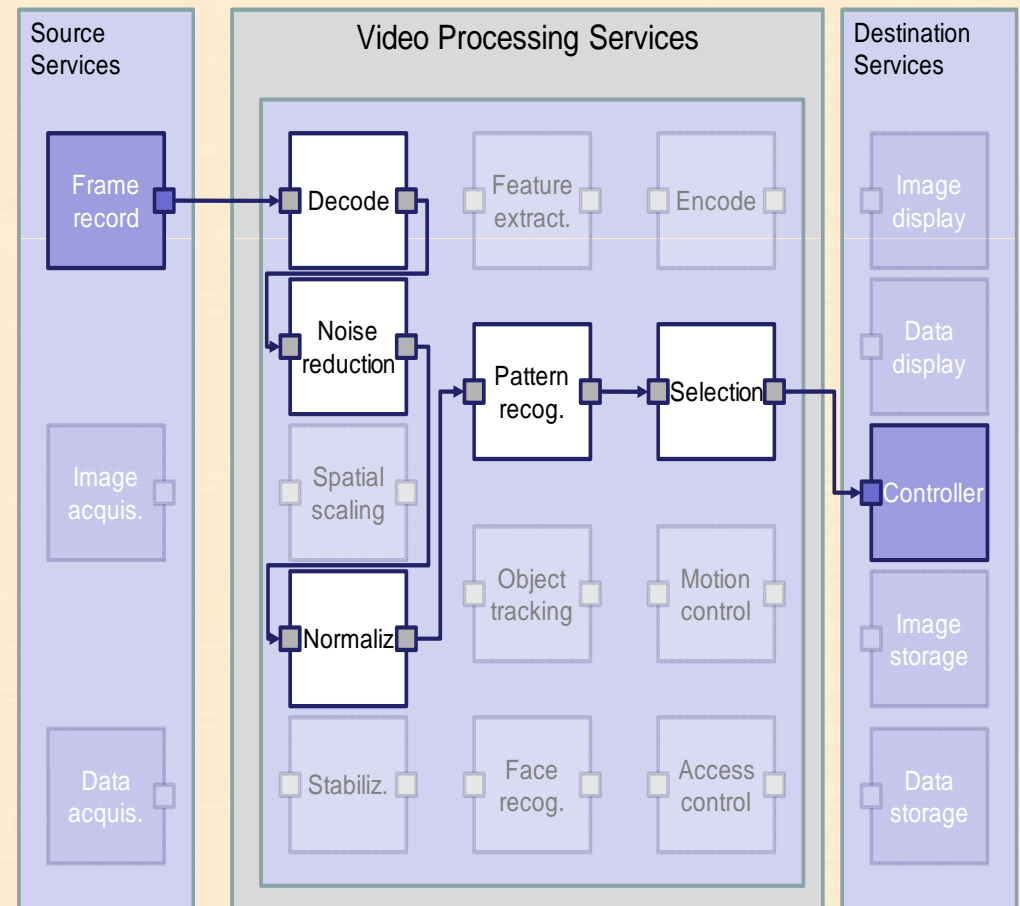 Source
Services
Frame
record
Image
acquis.
Data
acquis.
Video Processing Services
Decode
Feature
extract.
Encode
Noise
reduction
Pattern
recog.
Selection
Spatial
scaling
Object
tracking
Motion
control
Normaliz
Stabiliz.
Face
recog.
Access
control
Destination
Services
Image
display
Data
display
Controller
Image
storage
Data
storage